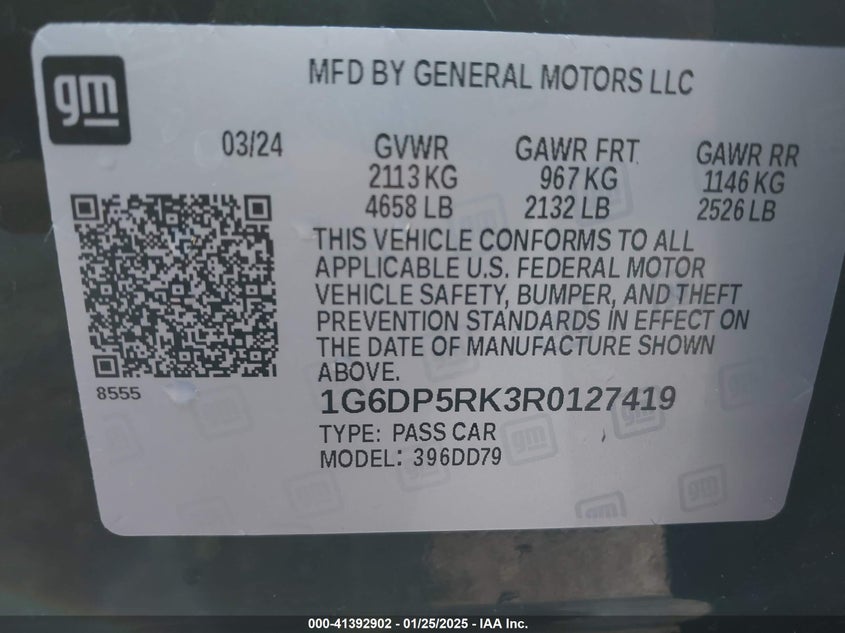 gm
MFD BY GENERAL MOTORS LLC
03/24
GVWR
2113 KG
4658 LB
GAWR FRT
967 KG
2132 LB
GAWR RR
1146 KG
2526 LB
THIS VEHICLE CONFORMS TO ALL
APPLICABLE U.S. FEDERAL MOTOR
VEHICLE SAFETY, BUMPER, AND THEFT
PREVENTION STANDARDS IN EFFECT ON
THE DATE OF MANUFACTURE SHOWN
ABOVE.
8555
1G6DP5RK3R0127419
TYPE: PASS CAR
MODEL: 396DD79
000-41392902 - 01/25/2025 - IAA Inc.